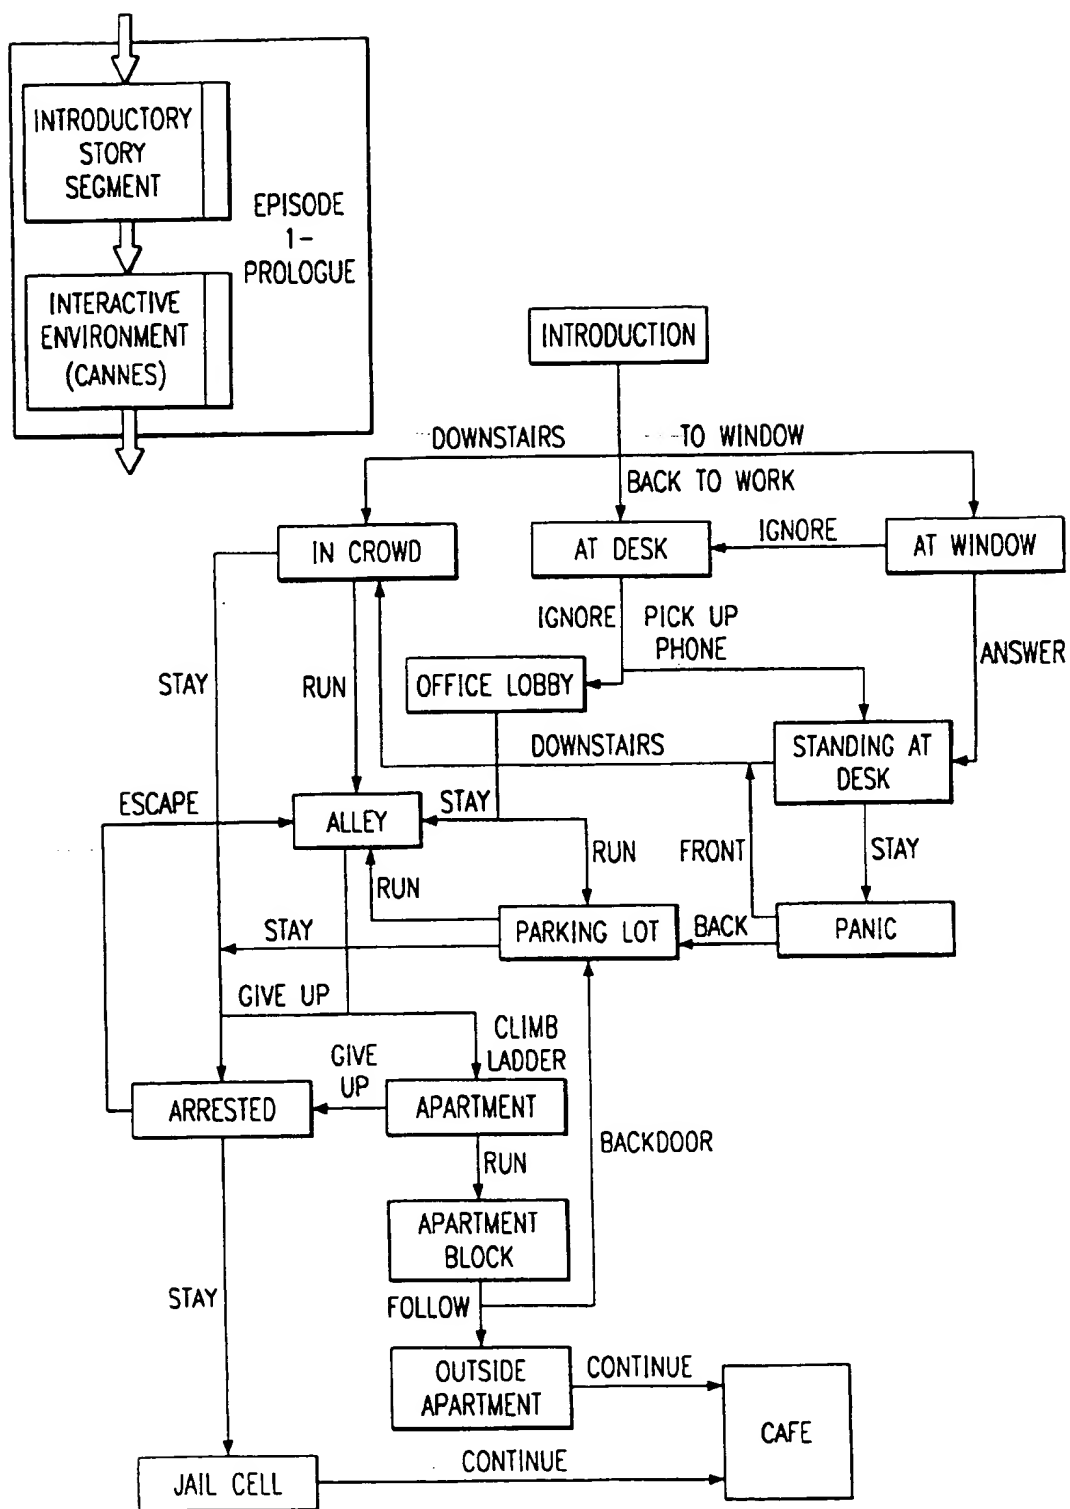 INTRODUCTORY
STORY
SEGMENT
EPISODE
1-
PROLOGUE
INTERACTIVE
ENVIRONMENT
(CANNES)
INTRODUCTION
DOWNSTAIRS
TO WINDOW
BACK TO WORK
IN CROWD
AT DESK
IGNORE
AT WINDOW
IGNORE
PICK UP
PHONE
ANSWER
STAY
RUN
OFFICE LOBBY
DOWNSTAIRS
STANDING AT
DESK
ESCAPE
ALLEY
STAY
RUN
FRONT
STAY
RUN
STAY
PARKING LOT
BACK
PANIC
GIVE UP
CLIMB
LADDER
GIVE
UP
ARRESTED
APARTMENT
BACKDOOR
RUN
APARTMENT
BLOCK
STAY
FOLLOW
OUTSIDE
APARTMENT
CONTINUE
CAFE
JAIL CELL
CONTINUE